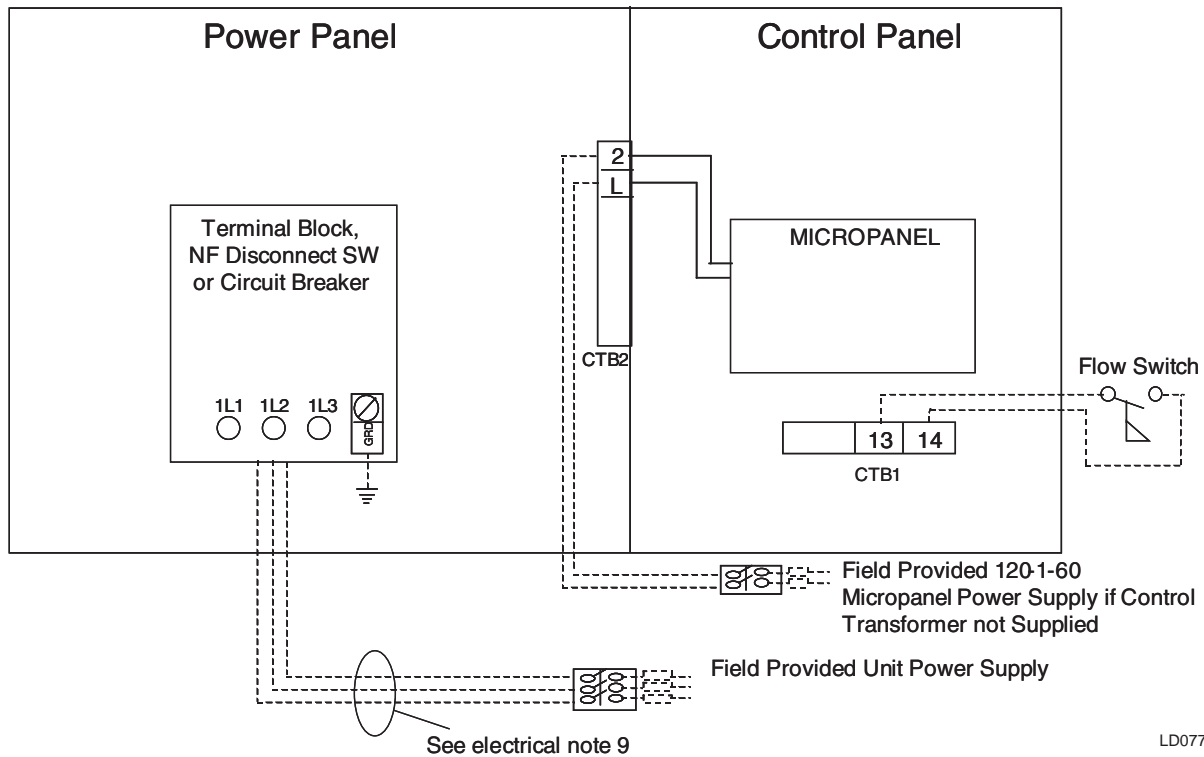 Power Panel
Control Panel
2
L
Terminal Block,
NF Disconnect SW
or Circuit Breaker
MICROPANEL
CTB2
Flow Switch
1L1 1L2 1L3
GRD
13 14
CTB1
Field Provided 120-1-60
Micropanel Power Supply if Control
Transformer not Supplied
Field Provided Unit Power Supply
See electrical note 9
LD077